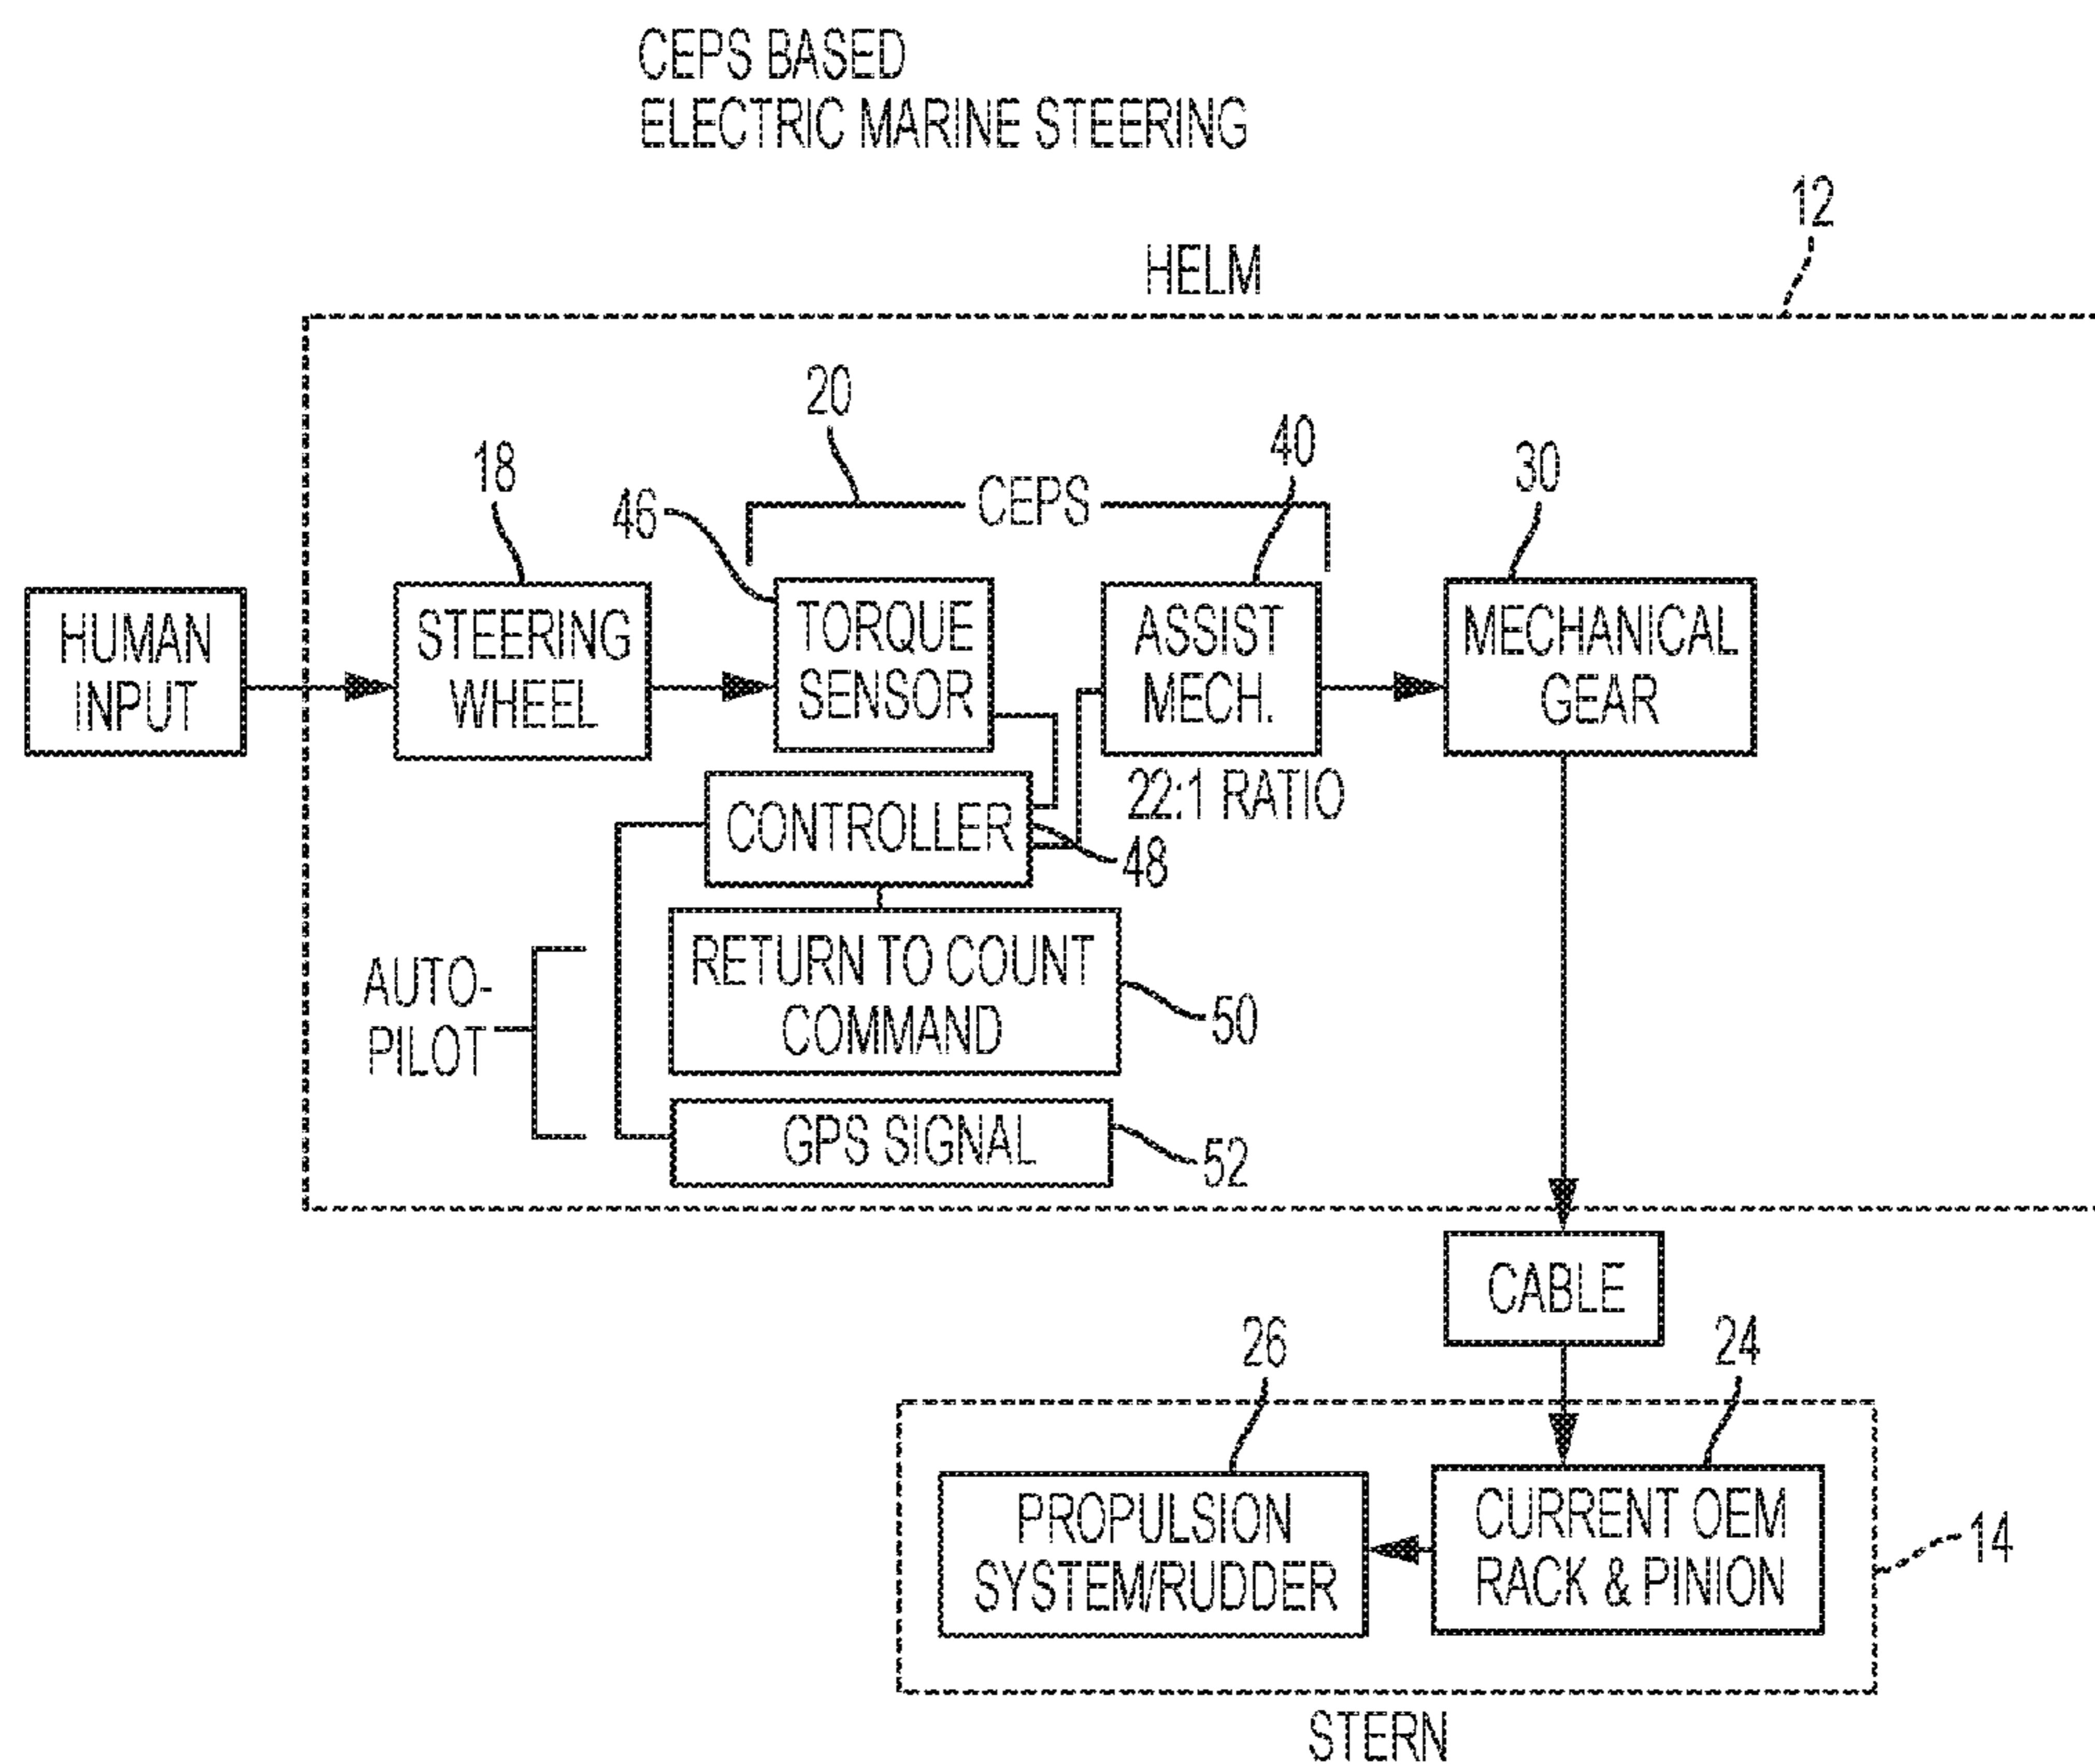 CEPS BASED
ELECTRIC MARINE STEERING
12
HELM
20
40
18
CEPS
30
46
HUMAN
INPUT
STEERING
WHEEL
TORQUE
SENSOR
ASSIST
MECH.
22:1 RATIO
MECHANICAL
GEAR
CONTROLLER
48
AUTO-
PILOT
RETURN TO COUNT
COMMAND
50
GPS SIGNAL
52
CABLE
26
24
PROPULSION
SYSTEM/RUDDER
CURRENT OEM
RACK & PINION
14
STERN